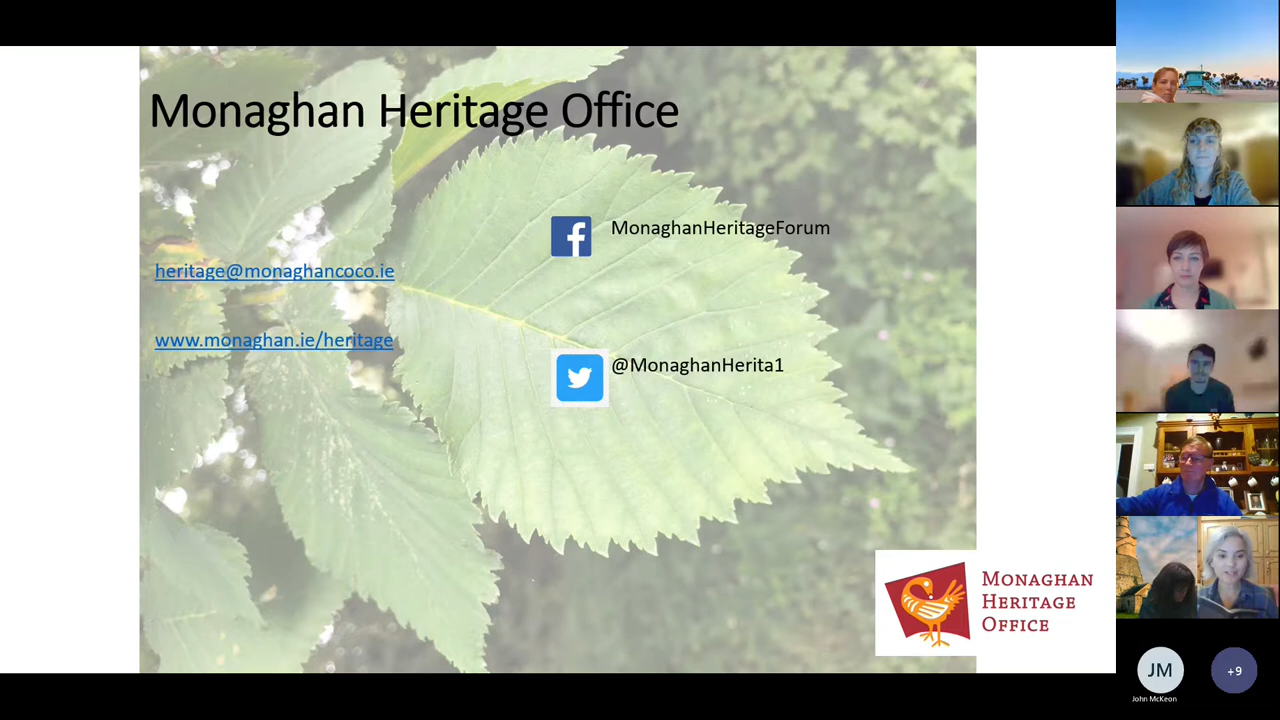 Monaghan Heritage Office
MonaghanHeritageForum
heritage@monaghancoco.ie
www.monaghan.ie/heritage
@MonaghanHerita1
MONAGHAN
HERITAGE
OFFICE
JM
+9
John McKeon